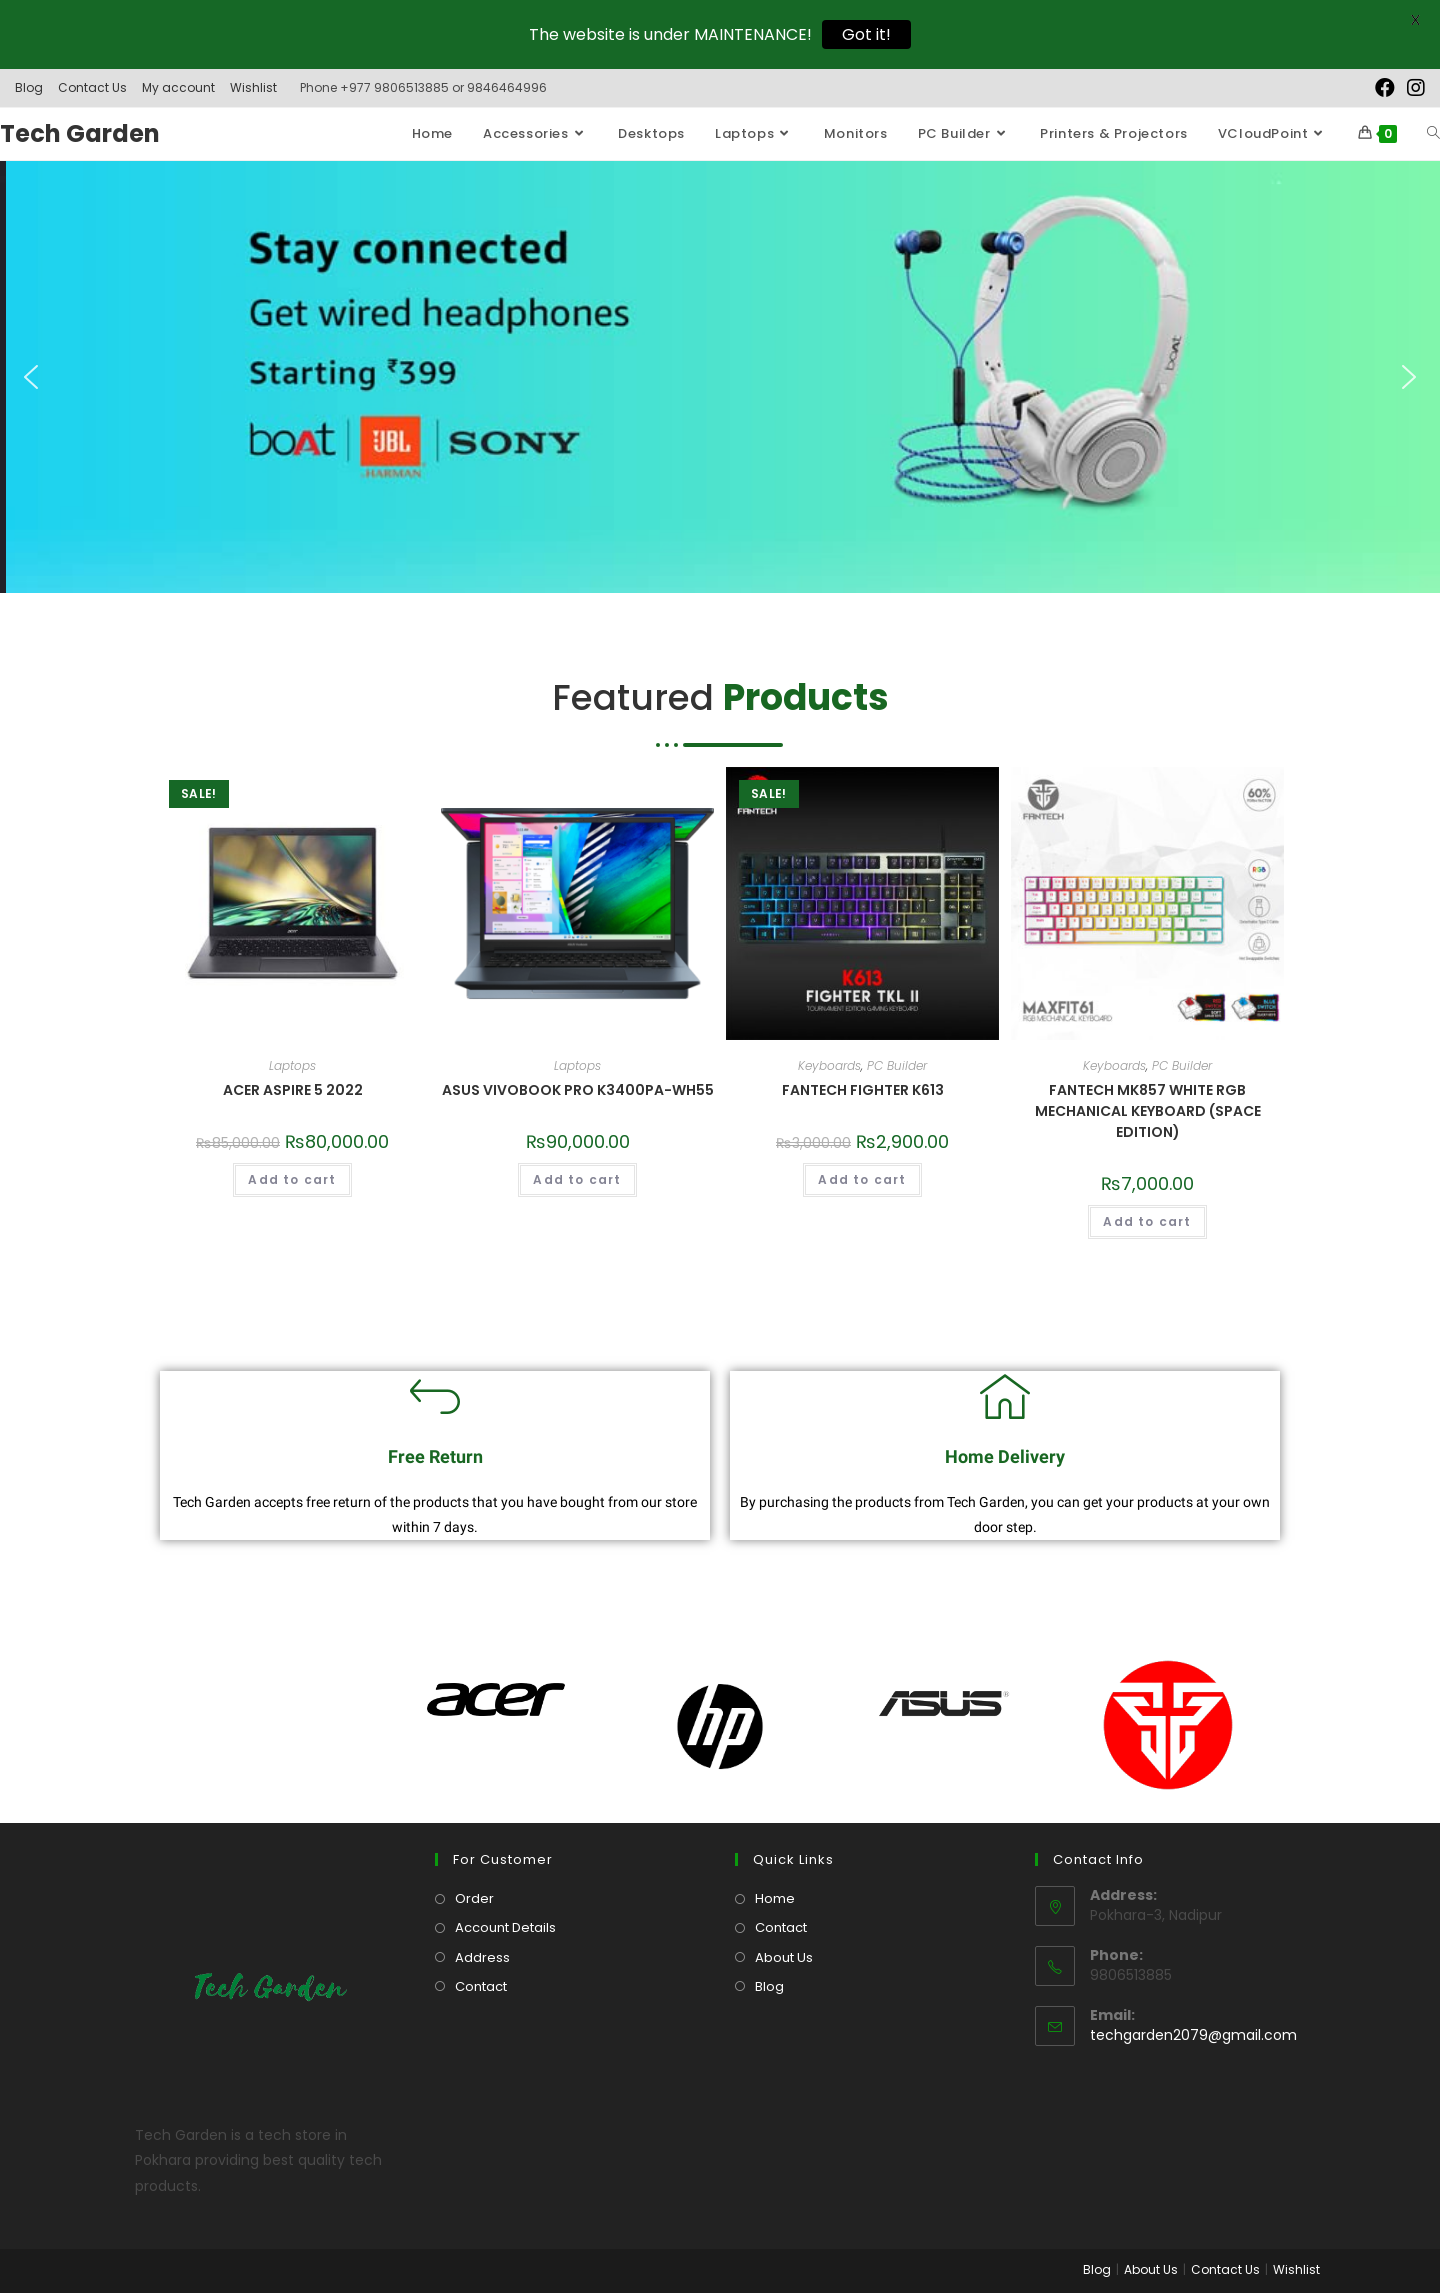 The website is under MAINTENANCE! Got it! X
Blog Contact Us My account Wishlist Phone +977 9806513885 or 9846464996
Tech Garden Home Accessories Desktops Laptops Monitors PC Builder Printers & Projectors VCloudPoint 0
Stay connected
Get wired headphones
Starting ₹399
boAt JBL SONY
by HARMAN
boAt
Featured Products
SALE!
acer
SALE!
FANTECH
K613
FIGHTER TKL II
TOURNAMENT EDITION GAMING KEYBOARD
FANTECH
60%
RGB
MAXFIT61
RGB MECHANICAL KEYBOARD
Laptops
ACER ASPIRE 5 2022
₨85,000.00 ₨80,000.00
Add to cart
Laptops
ASUS VIVOBOOK PRO K3400PA-WH55
₨90,000.00
Add to cart
Keyboards, PC Builder
FANTECH FIGHTER K613
₨3,000.00 ₨2,900.00
Add to cart
Keyboards, PC Builder
FANTECH MK857 WHITE RGB
MECHANICAL KEYBOARD (SPACE
EDITION)
₨7,000.00
Add to cart
Free Return
Tech Garden accepts free return of the products that you have bought from our store
within 7 days.
Home Delivery
By purchasing the products from Tech Garden, you can get your products at your own
door step.
acer hp ASUS®
Tech Garden
Tech Garden is a tech store in
Pokhara providing best quality tech
products.
For Customer
Order
Account Details
Address
Contact
Quick Links
Home
Contact
About Us
Blog
Contact Info
Address:
Pokhara-3, Nadipur
Phone:
9806513885
Email:
techgarden2079@gmail.com
Blog About Us Contact Us Wishlist